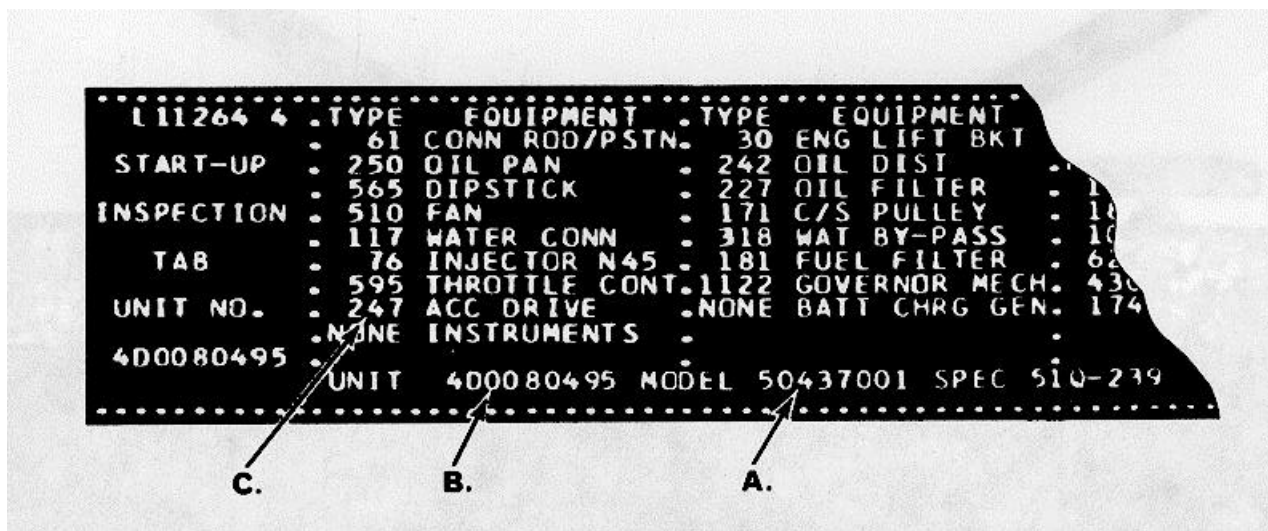 L11264 4 . TYPE EQUIPMENT . TYPE EQUIPMENT
. 61 CONN ROD/PSTN. 30 ENG LIFT BKT
START-UP . 250 OIL PAN . 242 OIL DIST
. 565 DIPSTICK . 227 OIL FILTER .
INSPECTION . 510 FAN . 171 C/S PULLEY .
. 117 WATER CONN . 318 WAT BY-PASS .
TAB . 76 INJECTOR N45 . 181 FUEL FILTER .
. 595 THROTTLE CONT.1122 GOVERNOR MECH.
UNIT NO. . 247 ACC DRIVE .NONE BATT CHRG GEN. 174
.NONE INSTRUMENTS .
4D0080495 .
UNIT 4D0080495 MODEL 50437001 SPEC 510-239
C. B. A.